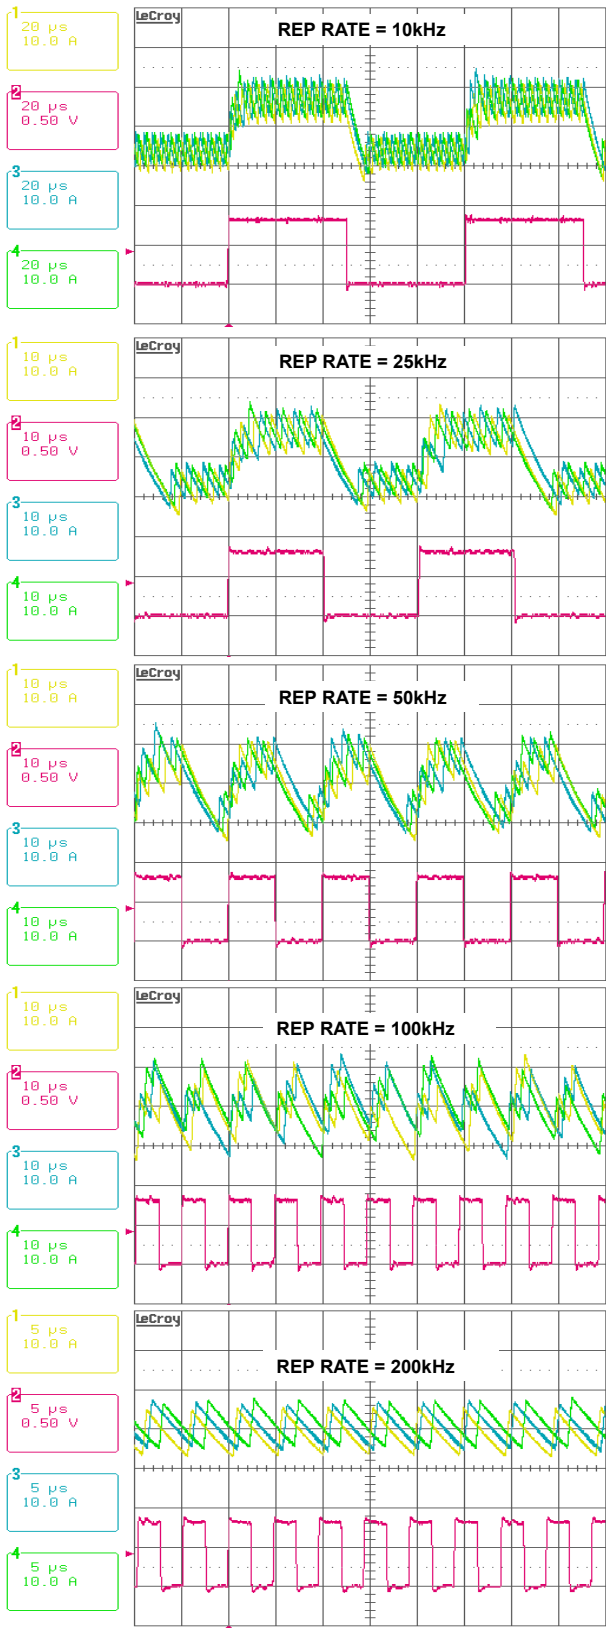 1
20 µs
10.0 A
LeCroy
REP RATE = 10kHz
2
20 µs
0.50 V
3
20 µs
10.0 A
4
20 µs
10.0 A
1
10 µs
10.0 A
LeCroy
REP RATE = 25kHz
2
10 µs
0.50 V
3
10 µs
10.0 A
4
10 µs
10.0 A
1
10 µs
10.0 A
LeCroy
REP RATE = 50kHz
2
10 µs
0.50 V
3
10 µs
10.0 A
4
10 µs
10.0 A
1
10 µs
10.0 A
LeCroy
REP RATE = 100kHz
2
10 µs
0.50 V
3
10 µs
10.0 A
4
10 µs
10.0 A
1
5 µs
10.0 A
LeCroy
REP RATE = 200kHz
2
5 µs
0.50 V
3
5 µs
10.0 A
4
5 µs
10.0 A